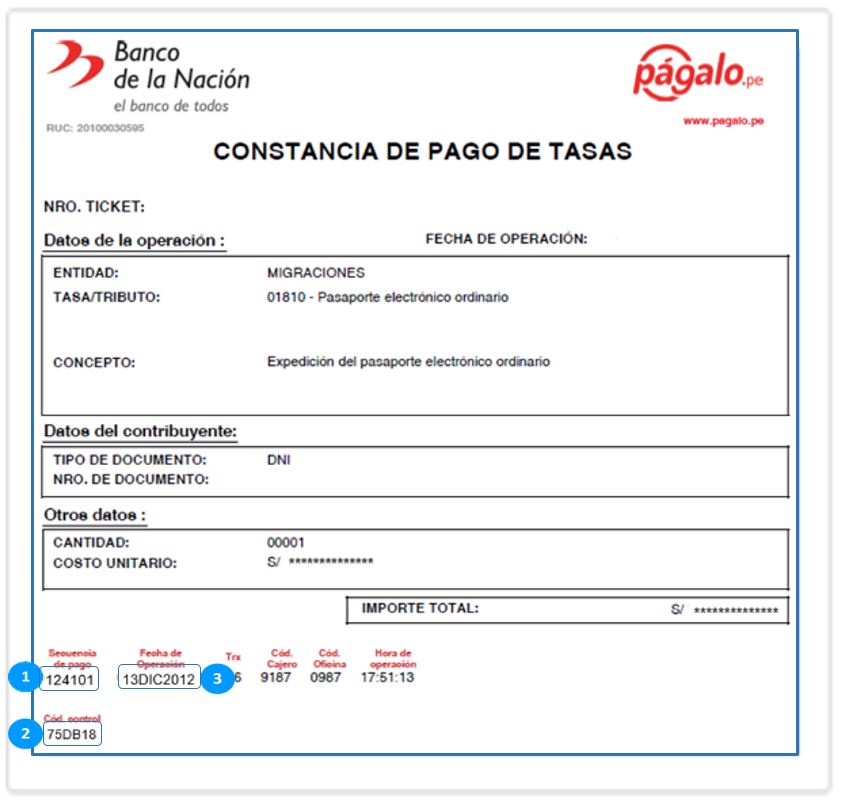 Banco
de la Nación
el banco de todos
RUC: 20100030595
págalo.pe
www.pagalo.pe
CONSTANCIA DE PAGO DE TASAS
NRO. TICKET:
Datos de la operación : FECHA DE OPERACIÓN:
ENTIDAD: MIGRACIONES
TASA/TRIBUTO: 01810 - Pasaporte electrónico ordinario
CONCEPTO: Expedición del pasaporte electrónico ordinario
Datos del contribuyente:
TIPO DE DOCUMENTO: DNI
NRO. DE DOCUMENTO:
Otros datos :
CANTIDAD: 00001
COSTO UNITARIO: S/ **************
IMPORTE TOTAL: S/ **************
Secuencia Fecha de Trx Cód. Cód. Hora de
de pago Operación Cajero Oficina operación
1 124101 13DIC2012 3 6 9187 0987 17:51:13
Cód. control
2 75DB18